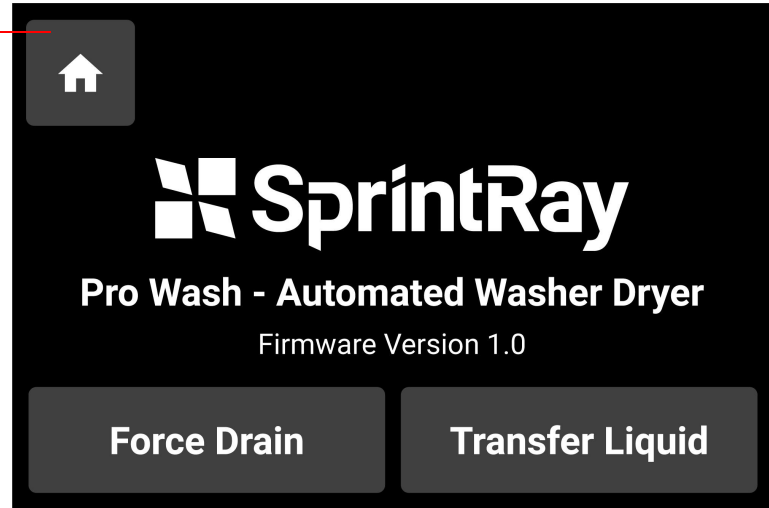 SprintRay
Pro Wash - Automated Washer Dryer
Firmware Version 1.0
Force Drain
Transfer Liquid